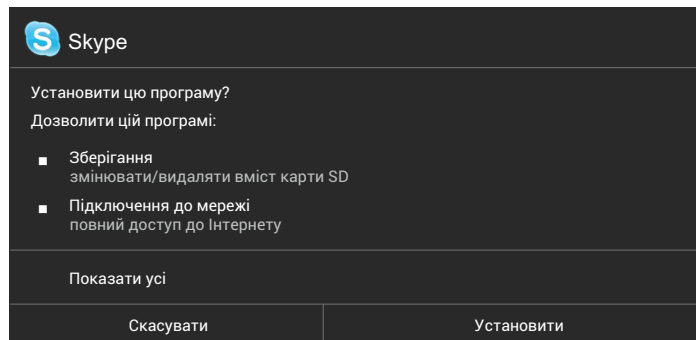 Skype
Установити цю програму?
Дозволити цій програмі:
Зберігання
змінювати/видаляти вміст карти SD
Підключення до мережі
повний доступ до Інтернету
Показати усі
Скасувати
Установити